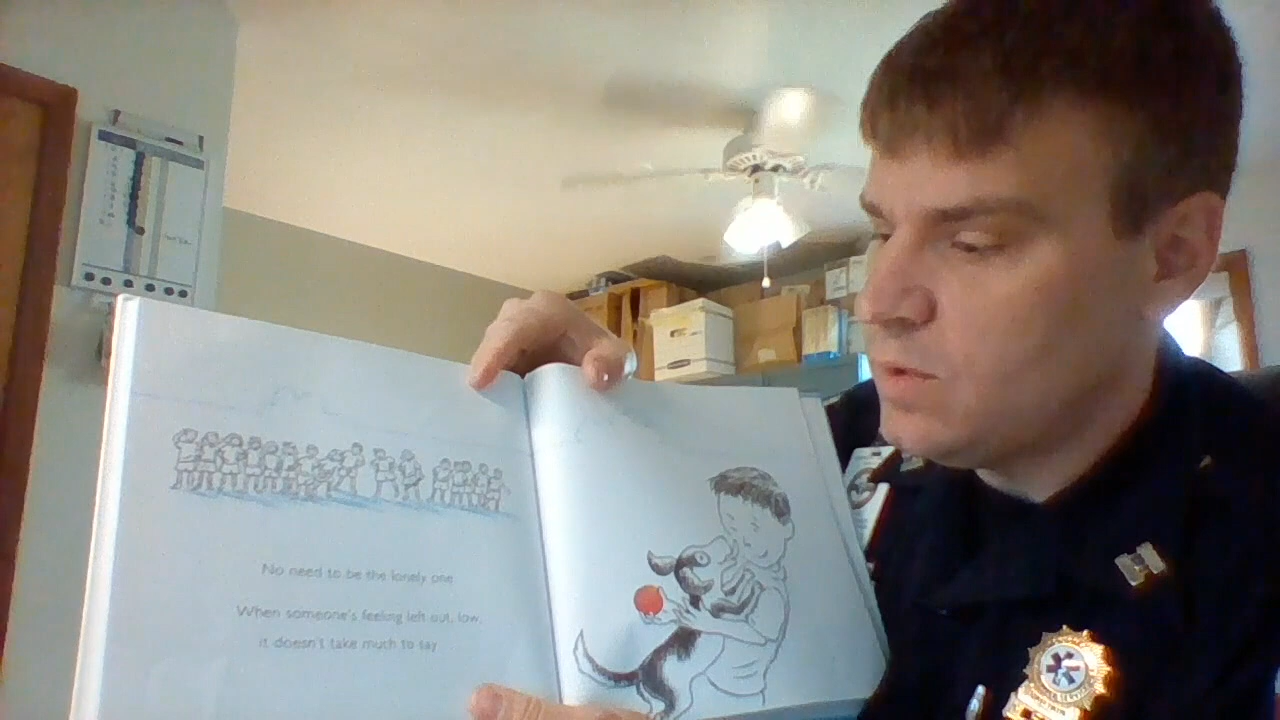 No need to be the lonely one
When someone's feeling left out, low,
it doesn't take much to say